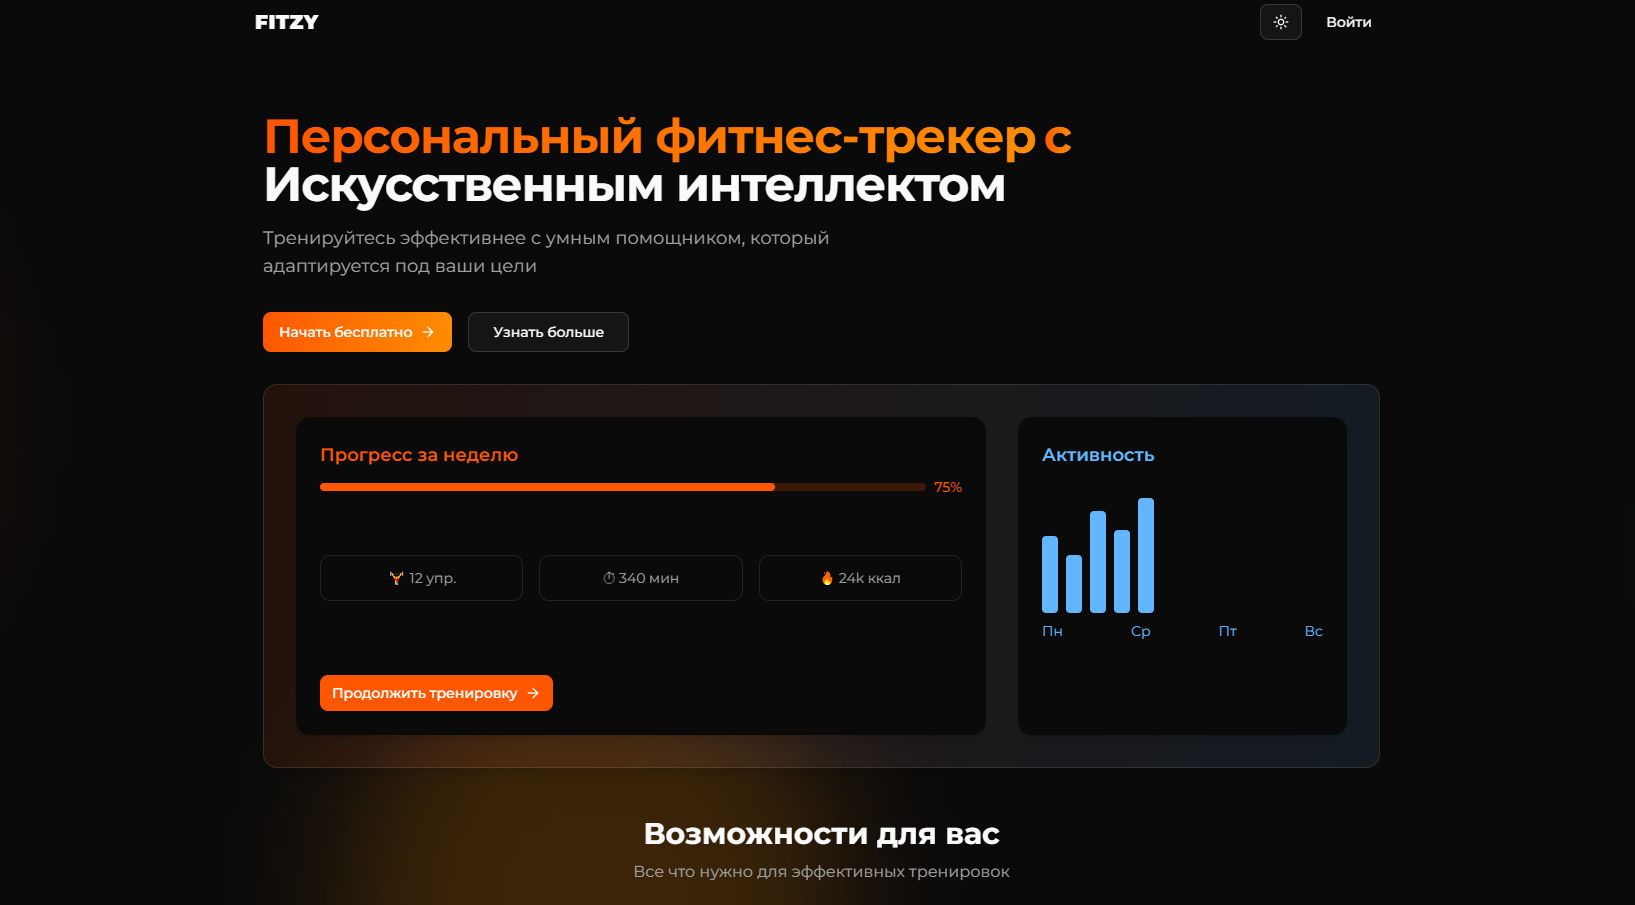 FITZY
Войти
Персональный фитнес-трекер с
Искусственным интеллектом
Тренируйтесь эффективнее с умным помощником, который
адаптируется под ваши цели
Начать бесплатно
Узнать больше
Прогресс за неделю
75%
12 упр.
340 мин
24k ккал
Продолжить тренировку
Активность
Пн Ср Пт Вс
Возможности для вас
Все что нужно для эффективных тренировок